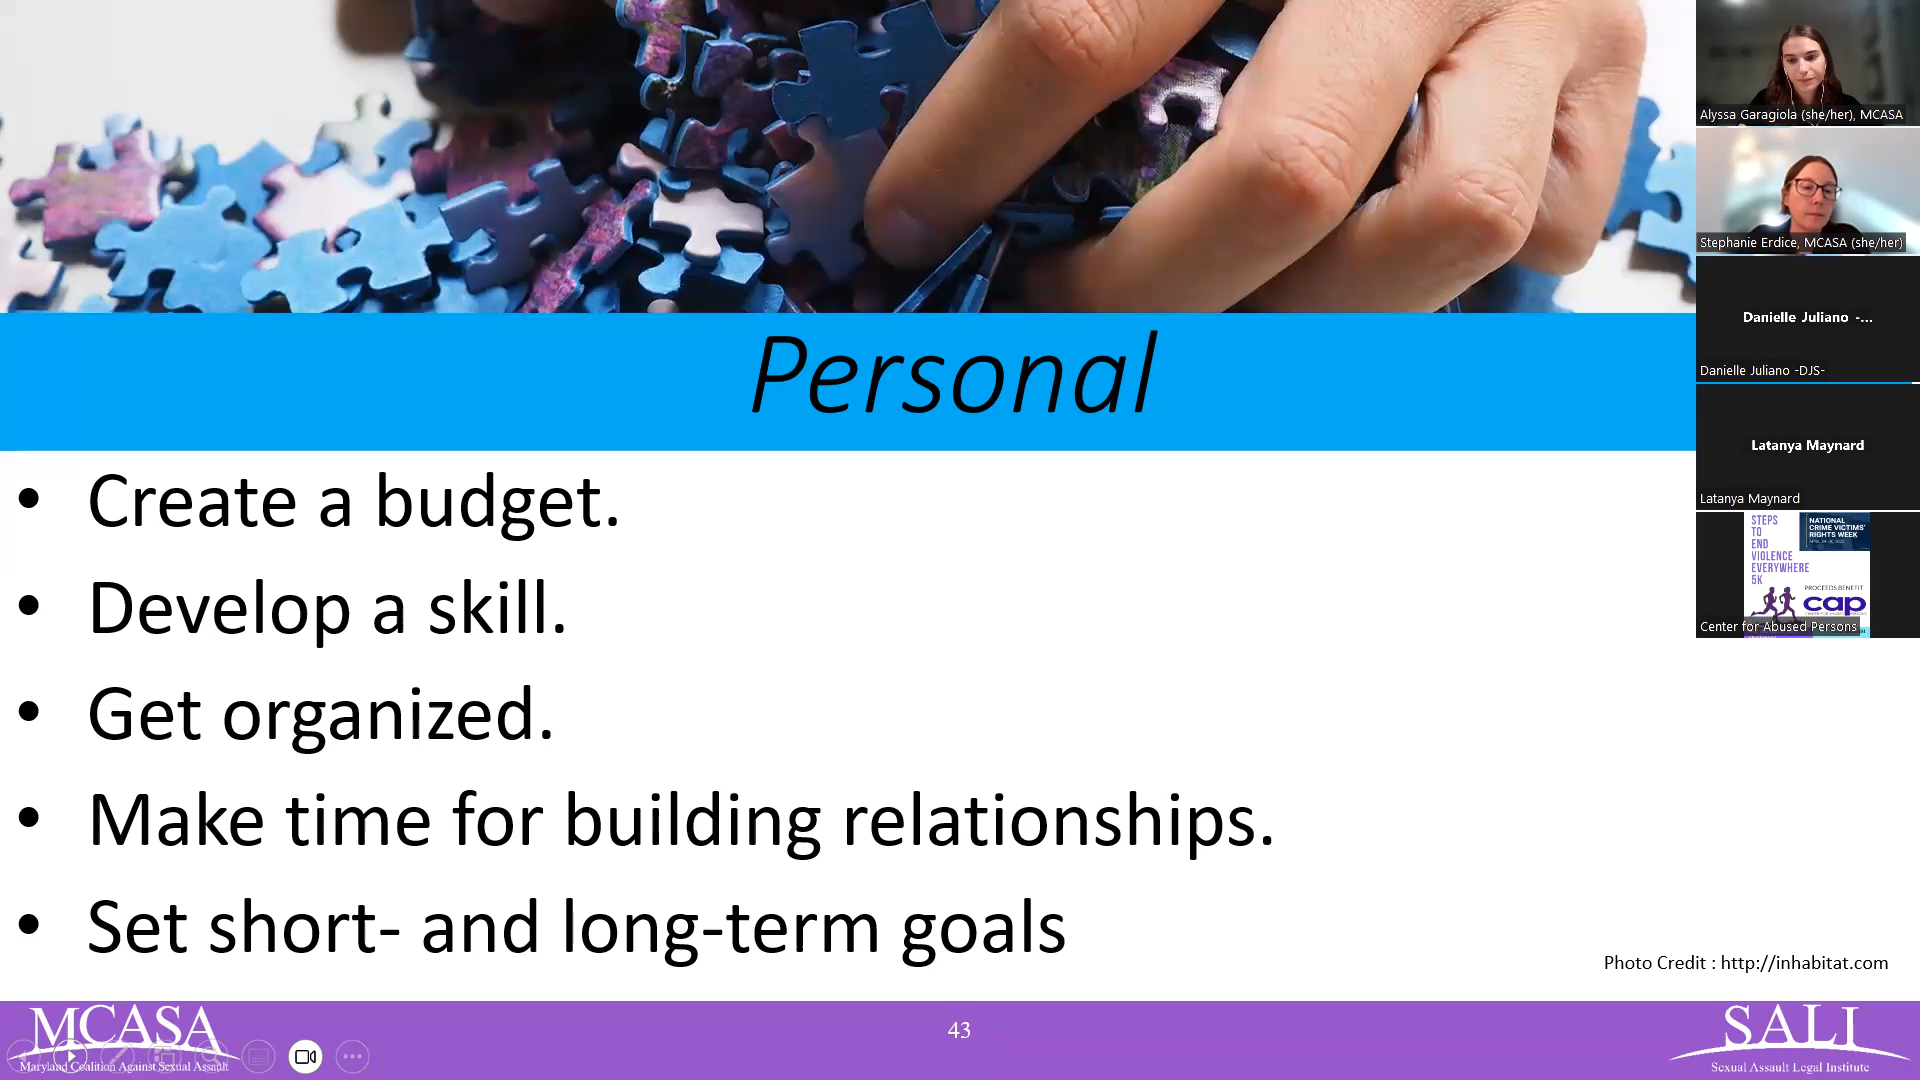 Personal
• Create a budget.
• Develop a skill.
• Get organized.
• Make time for building relationships.
• Set short- and long-term goals
Photo Credit : http://inhabitat.com
MCASA
Maryland Coalition Against Sexual Assault
43
SALI
Sexual Assault Legal Institute
Alyssa Garagiola (she/her), MCASA
Stephanie Erdice, MCASA (she/her)
Danielle Juliano -...
Danielle Juliano -DJS-
Latanya Maynard
Latanya Maynard
STEPS
TO
END
VIOLENCE
EVERYWHERE
5K
NATIONAL
CRIME VICTIMS'
RIGHTS WEEK
PROCEEDS BENEFIT
cap
Center for Abused Persons